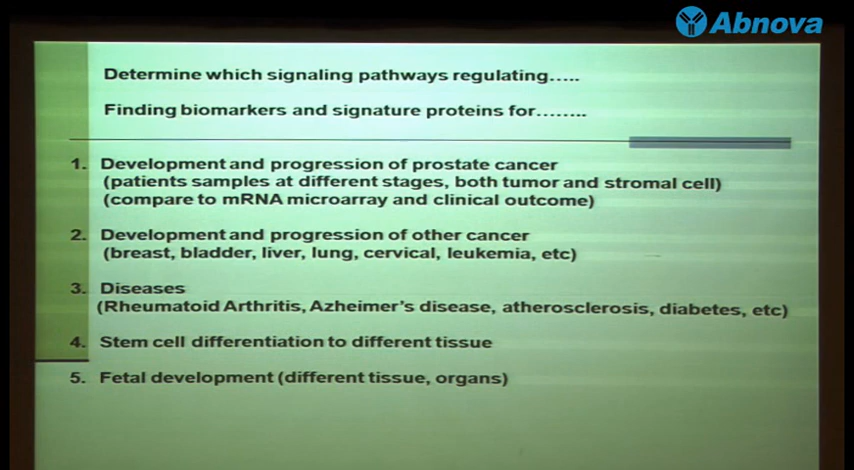 Abnova
Determine which signaling pathways regulating.....
Finding biomarkers and signature proteins for........
1. Development and progression of prostate cancer
(patients samples at different stages, both tumor and stromal cell)
(compare to mRNA microarray and clinical outcome)
2. Development and progression of other cancer
(breast, bladder, liver, lung, cervical, leukemia, etc)
3. Diseases
(Rheumatoid Arthritis, Azheimer's disease, atherosclerosis, diabetes, etc)
4. Stem cell differentiation to different tissue
5. Fetal development (different tissue, organs)